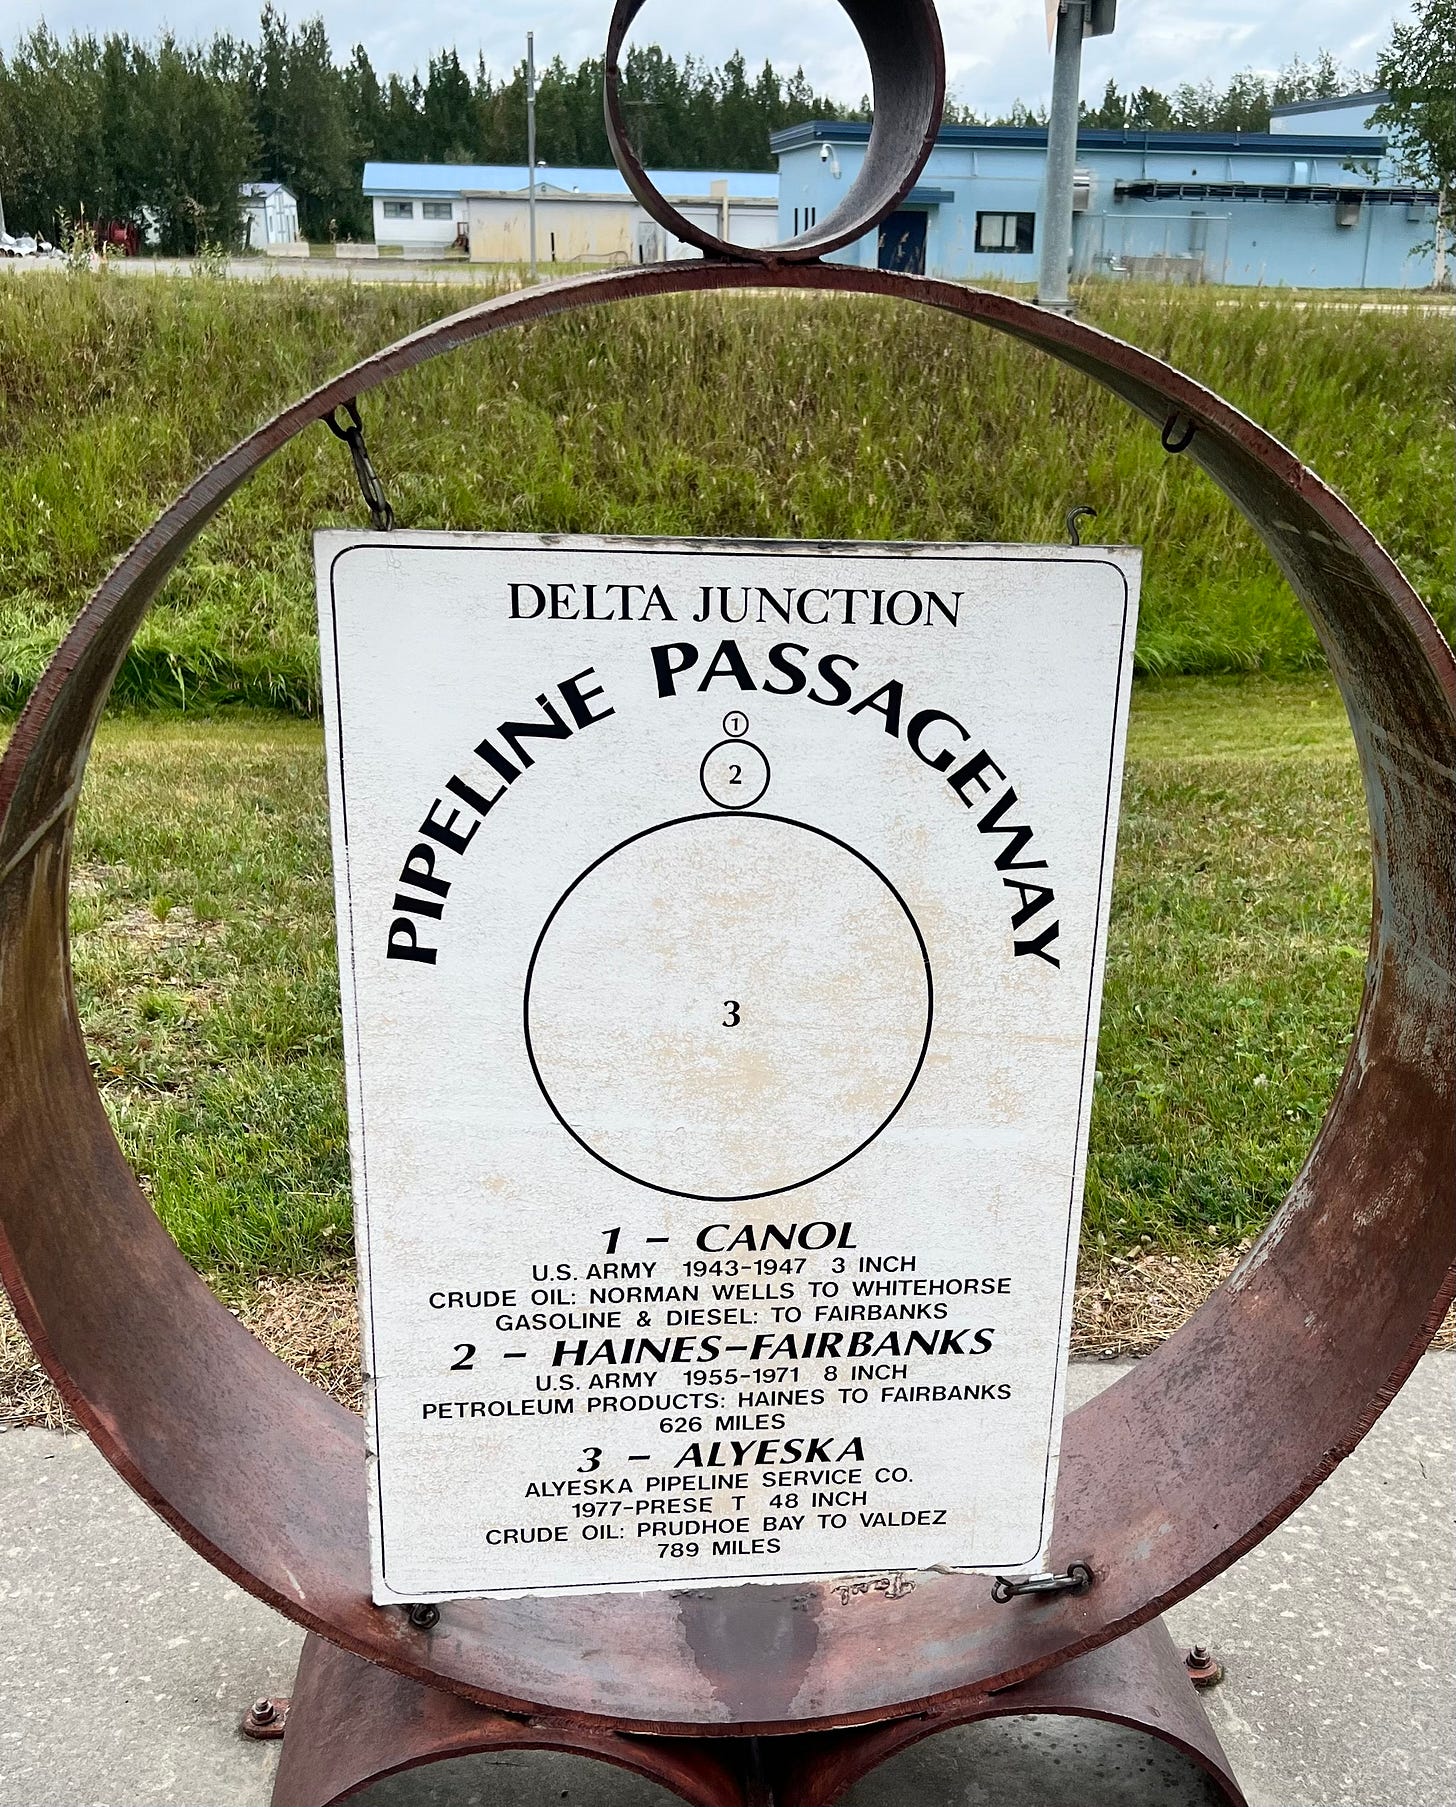 DELTA JUNCTION
PIPELINE PASSAGEWAY
1
2
3
1 - CANOL
U.S. ARMY 1943-1947 3 INCH
CRUDE OIL: NORMAN WELLS TO WHITEHORSE
GASOLINE & DIESEL: TO FAIRBANKS
2 - HAINES-FAIRBANKS
U.S. ARMY 1955-1971 8 INCH
PETROLEUM PRODUCTS: HAINES TO FAIRBANKS
626 MILES
3 - ALYESKA
ALYESKA PIPELINE SERVICE CO.
1977-PRESE T 48 INCH
CRUDE OIL: PRUDHOE BAY TO VALDEZ
789 MILES